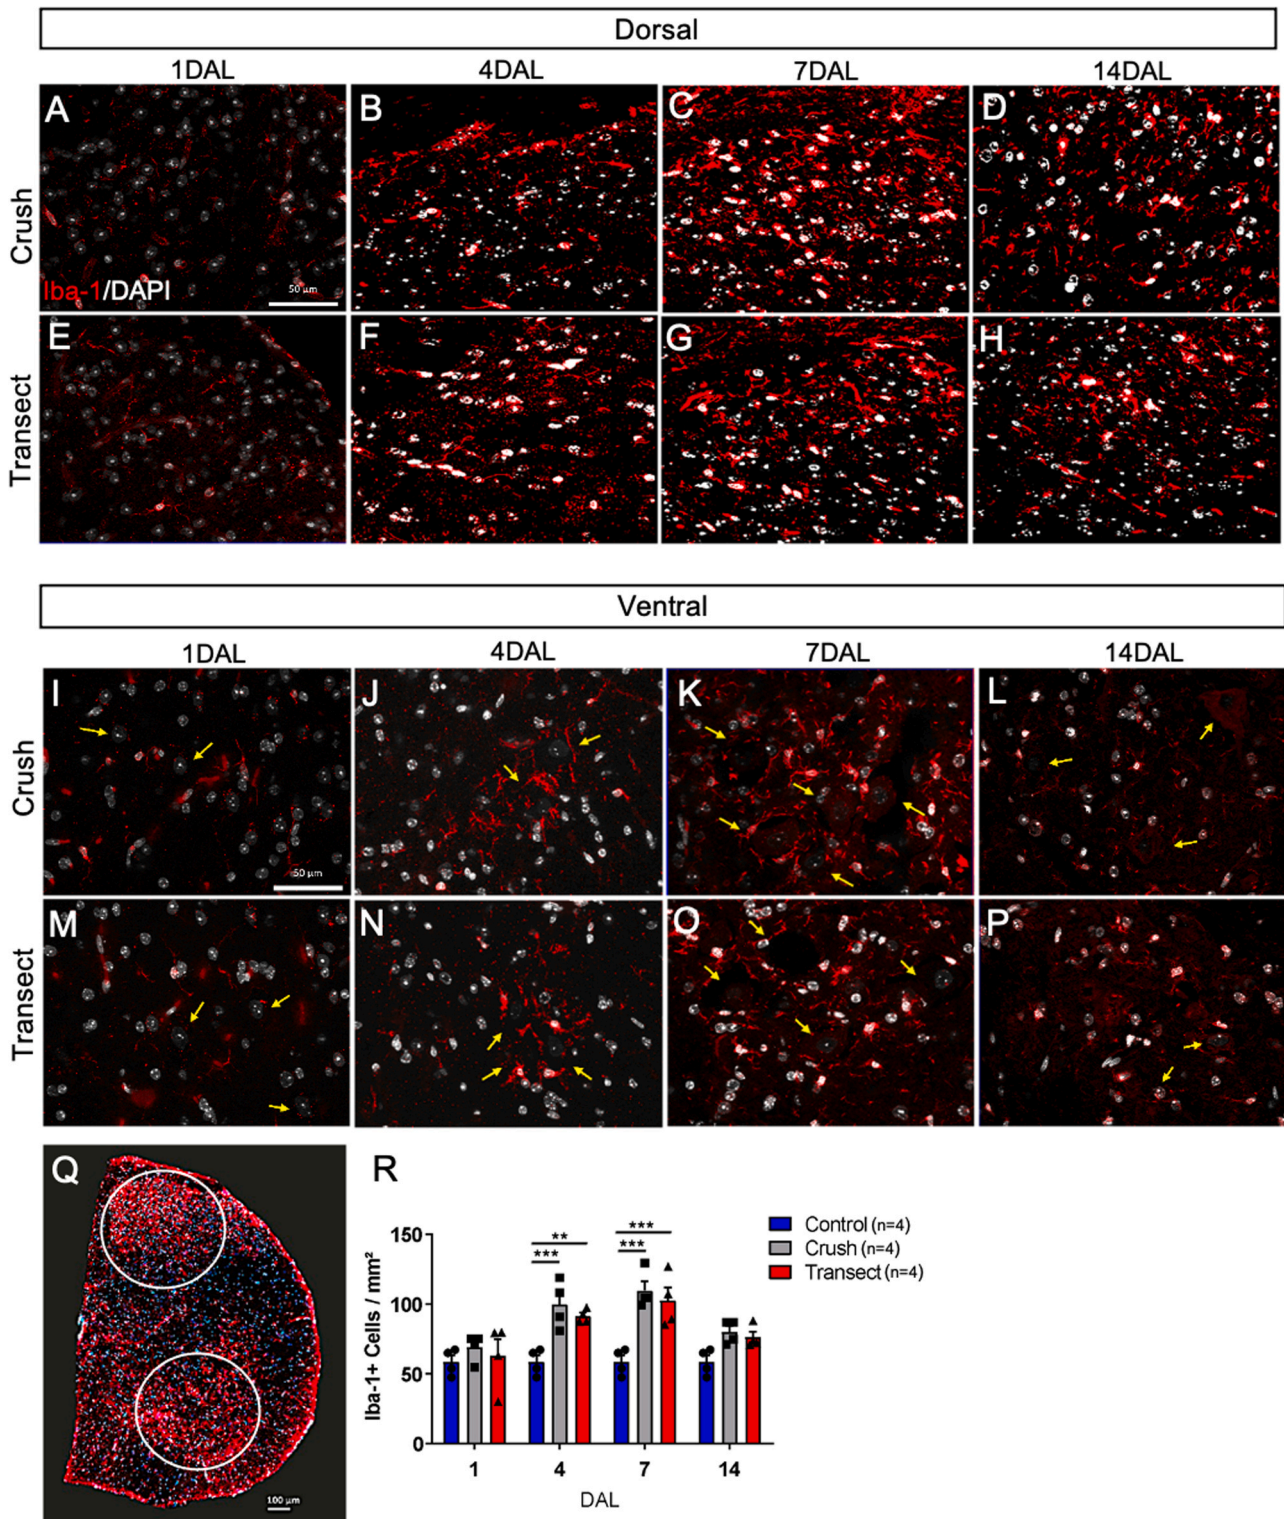 Dorsal
1DAL 4DAL 7DAL 14DAL
Crush
A B C D
Iba-1/DAPI
50 µm
Transect
E F G H
Ventral
1DAL 4DAL 7DAL 14DAL
Crush
I J K L
50 µm
Transect
M N O P
Q
100 µm
R
Iba-1+ Cells / mm²
150
100
50
0
** ***
*** ***
1 4 7 14
DAL
Control (n=4)
Crush (n=4)
Transect (n=4)